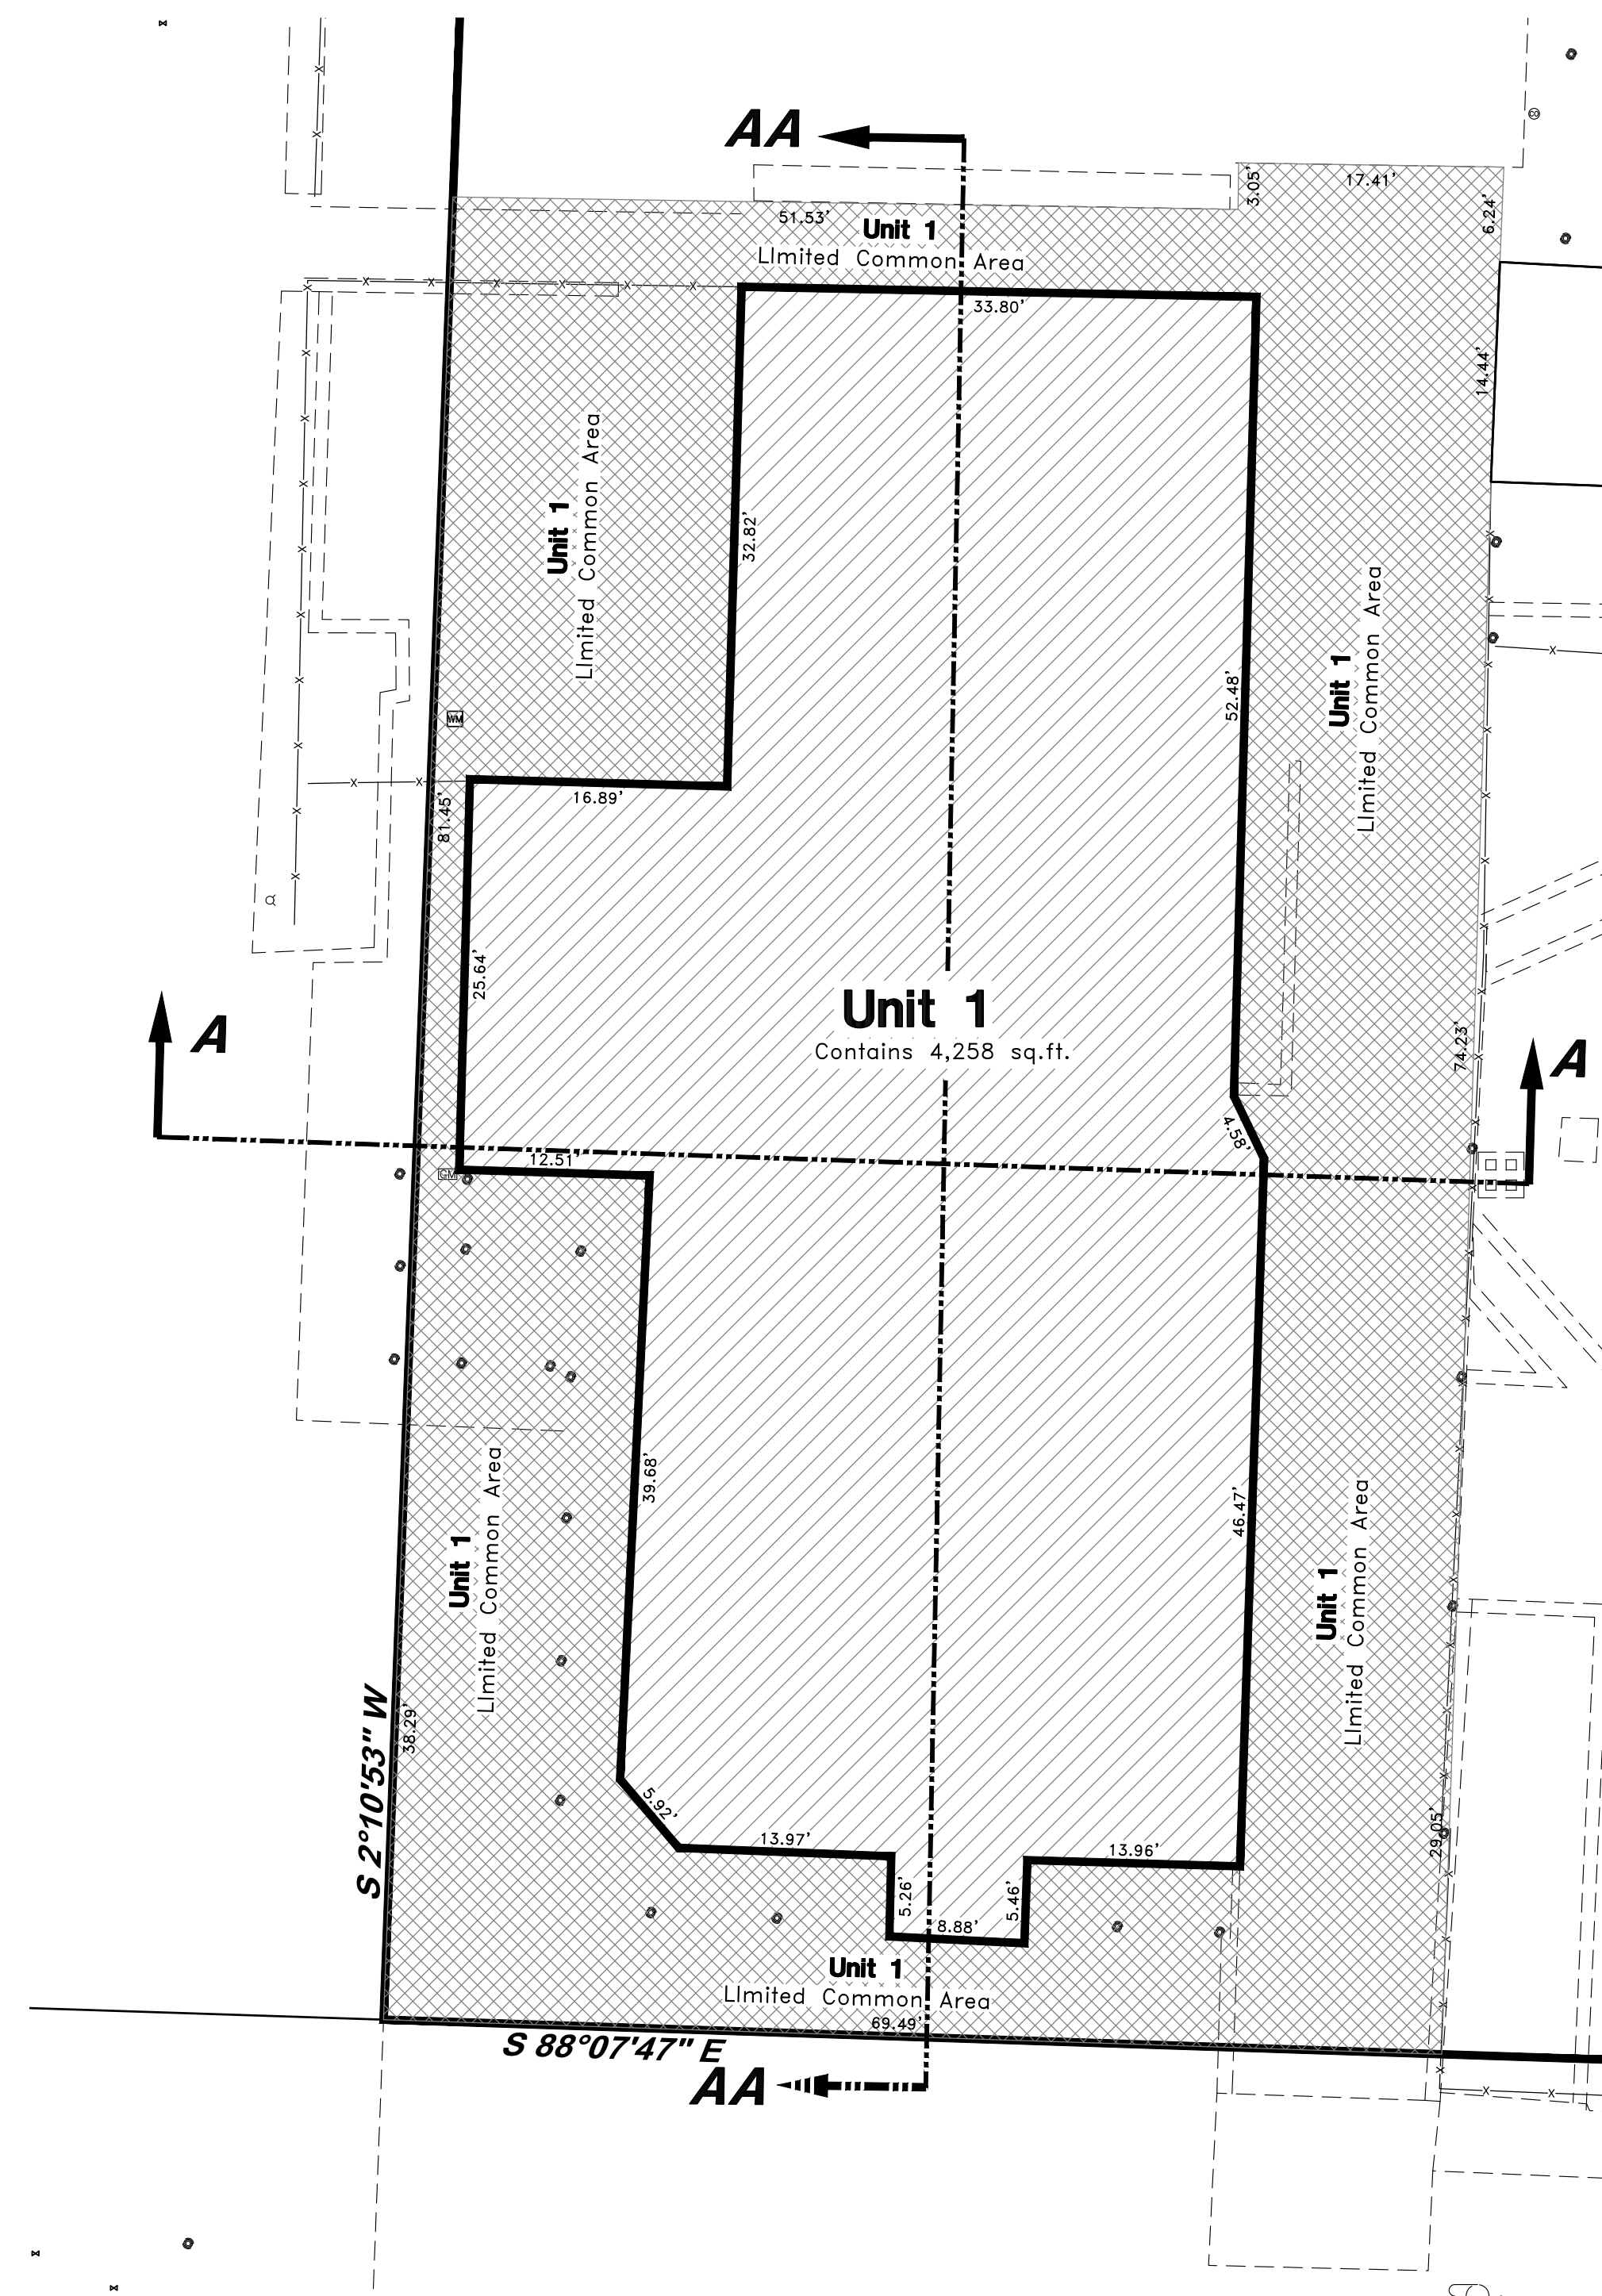 AA
3.05'
17.41'
6.24'
51.53'
Unit 1
LImited Common Area
33.80'
14.44'
Unit 1
LImited Common Area
32.82'
52.48'
Unit 1
LImited Common Area
WM
16.89'
81.45'
25.64'
Unit 1
Contains 4,258 sq.ft.
A
A
74.23'
4.58'
12.51'
GM
39.68'
46.47'
Unit 1
LImited Common Area
Unit 1
LImited Common Area
38.29'
S 2°10'53" W
5.92'
13.97'
13.96'
29.05'
5.26'
5.46'
8.88'
Unit 1
LImited Common Area
69.49'
S 88°07'47" E
AA